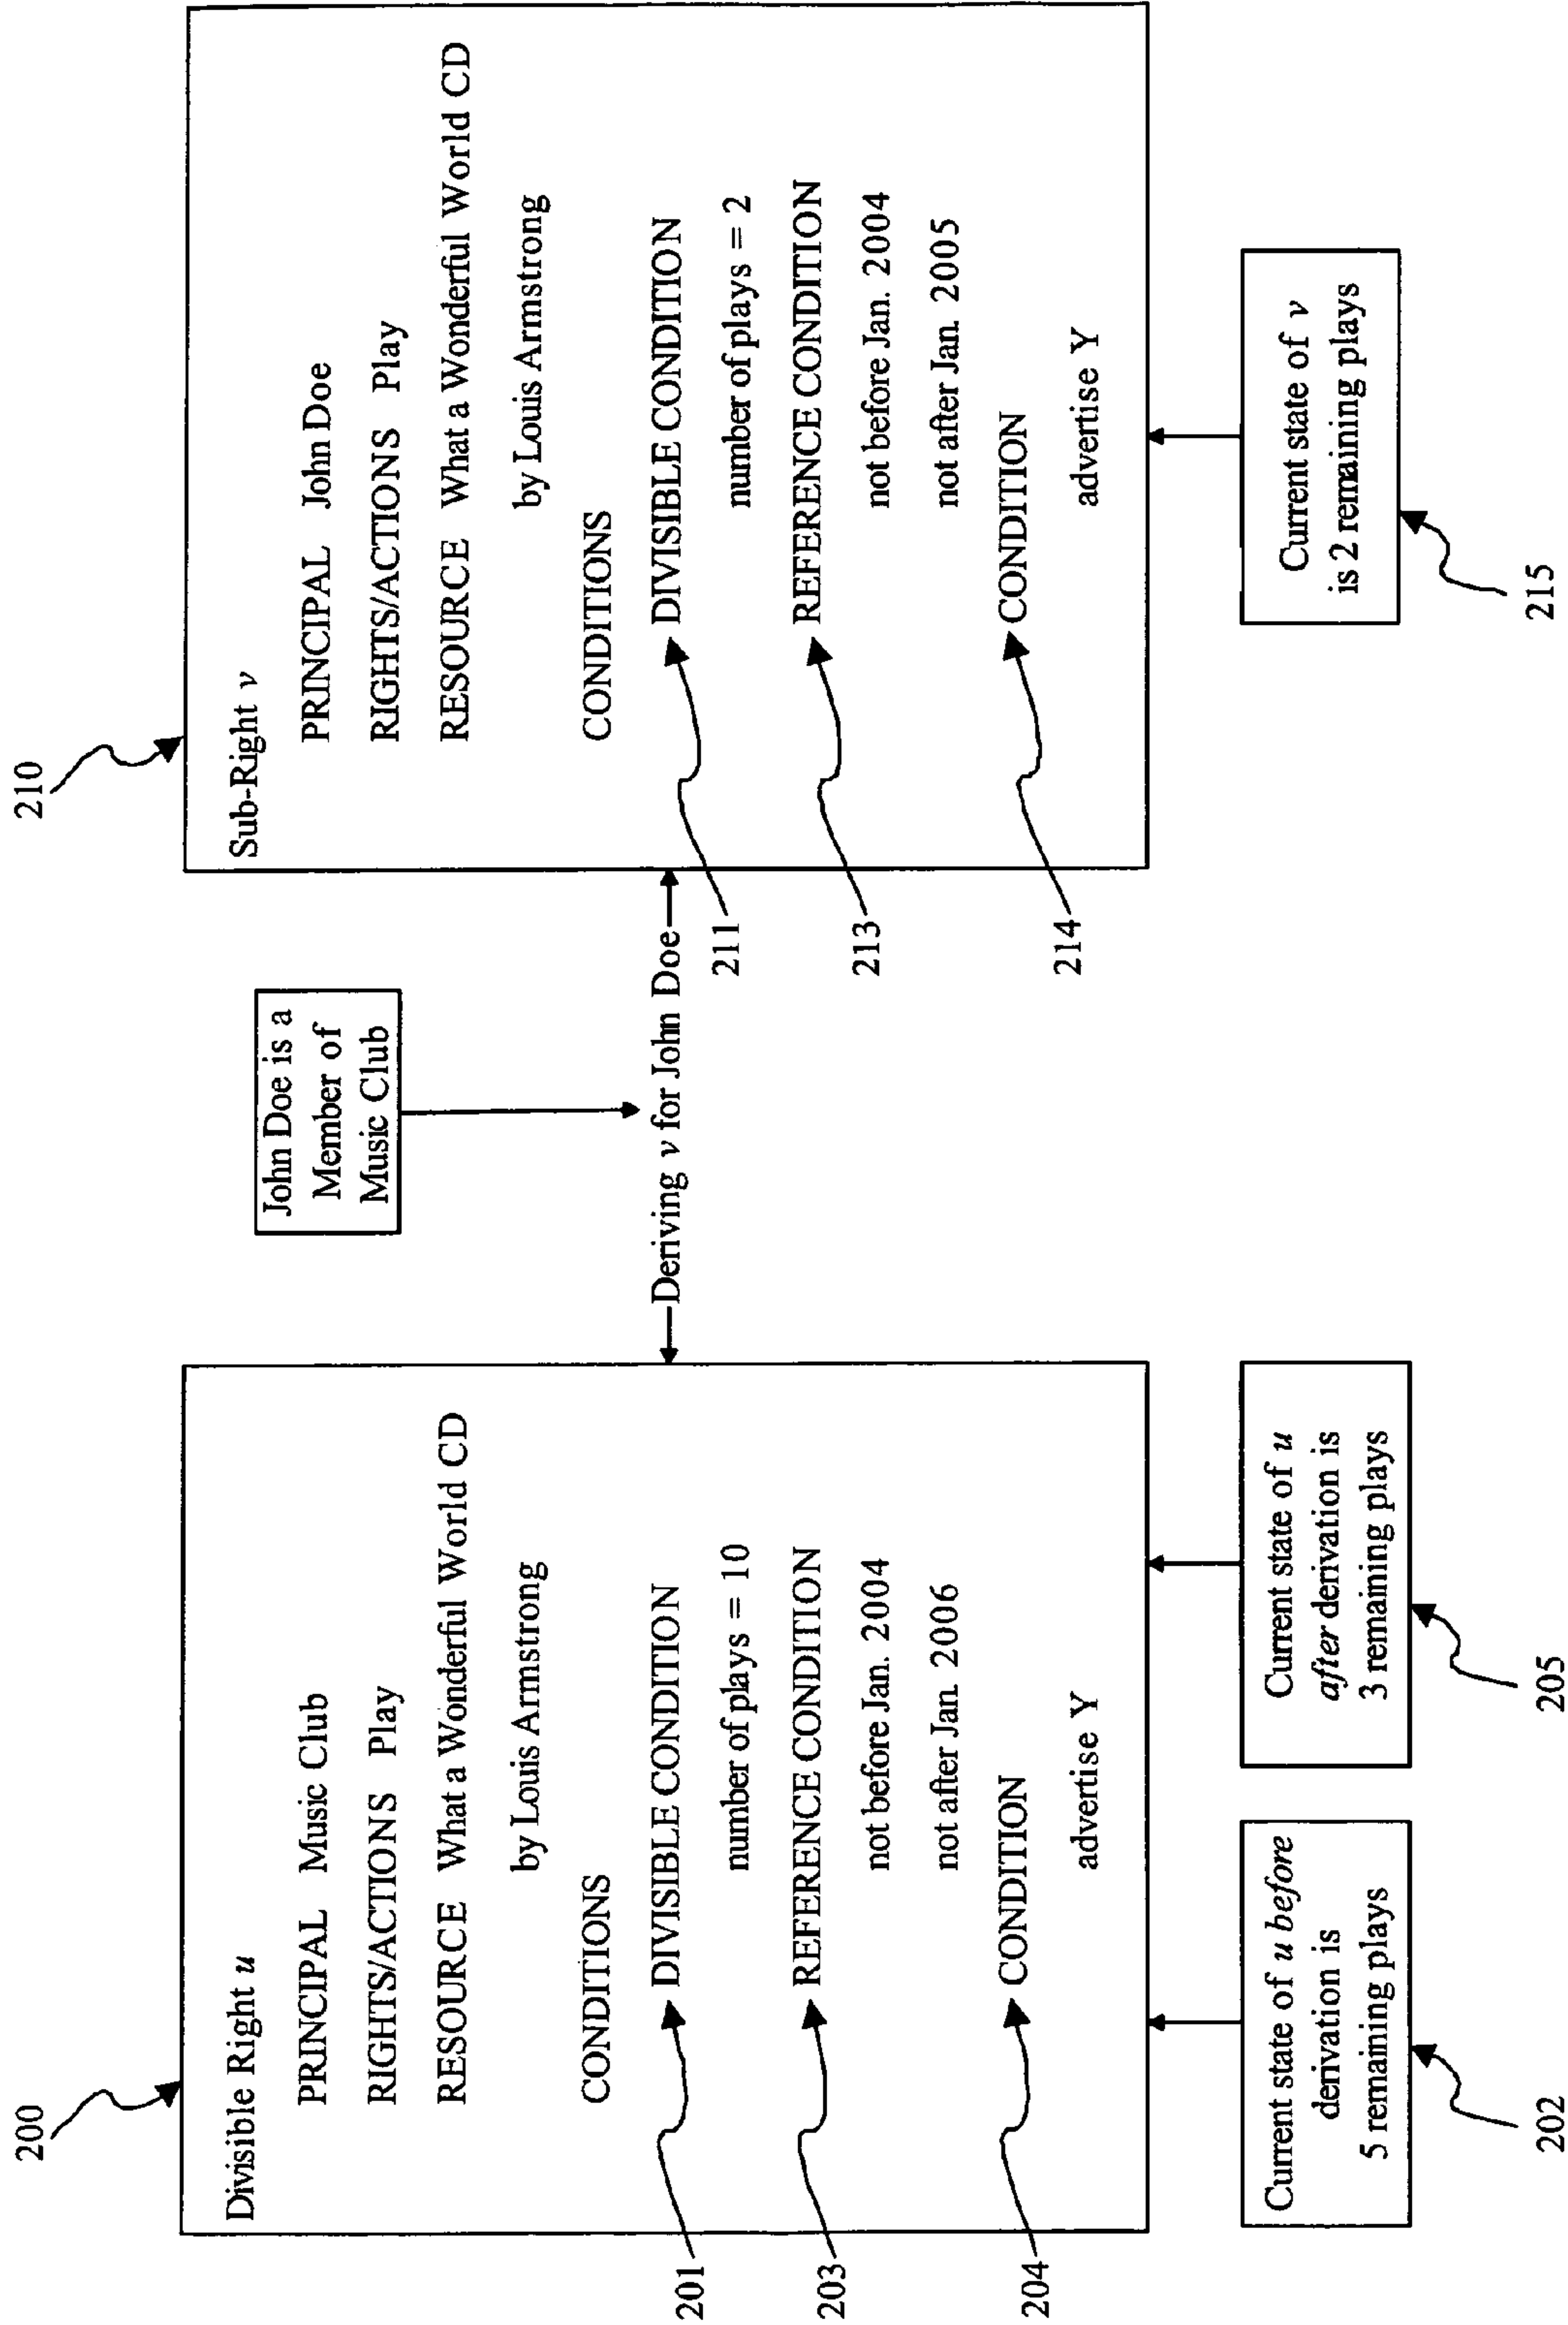 200
Divisible Right u
PRINCIPAL Music Club
RIGHTS/ACTIONS Play
RESOURCE What a Wonderful World CD
by Louis Armstrong
CONDITIONS
201
DIVISIBLE CONDITION
number of plays = 10
203
REFERENCE CONDITION
not before Jan. 2004
not after Jan. 2006
204
CONDITION
advertise Y
Current state of u before
derivation is
5 remaining plays
202
Current state of u
after derivation is
3 remaining plays
205
John Doe is a
Member of
Music Club
Deriving v for John Doe
210
Sub-Right v
PRINCIPAL John Doe
RIGHTS/ACTIONS Play
RESOURCE What a Wonderful World CD
by Louis Armstrong
CONDITIONS
211
DIVISIBLE CONDITION
number of plays = 2
213
REFERENCE CONDITION
not before Jan. 2004
not after Jan. 2005
214
CONDITION
advertise Y
Current state of v
is 2 remaining plays
215